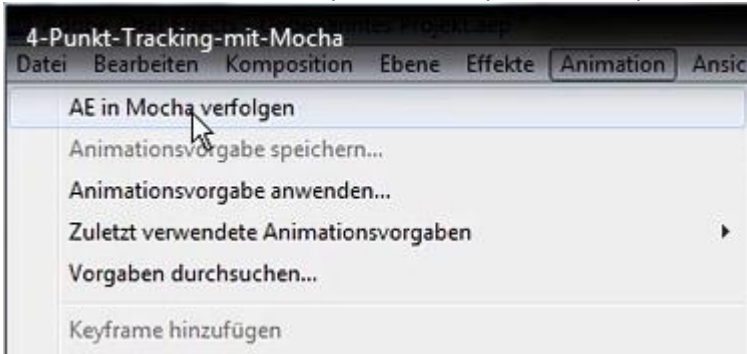 4-Punkt-Tracking-mit-Mocha
Datei Bearbeiten Komposition Ebene Effekte Animation Ansic
AE in Mocha verfolgen
Animationsvorgabe speichern...
Animationsvorgabe anwenden...
Zuletzt verwendete Animationsvorgaben
Vorgaben durchsuchen...
Keyframe hinzufügen